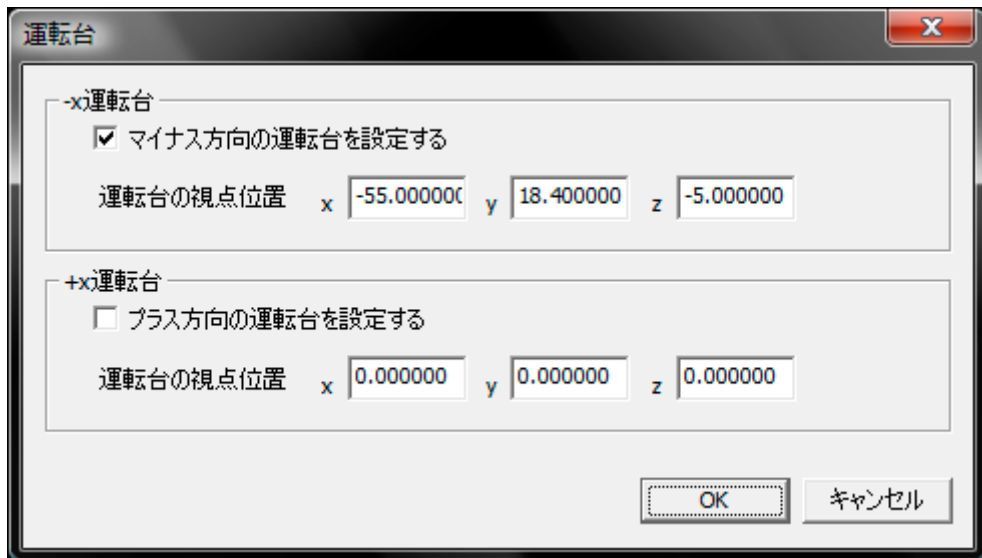 運転台
-x運転台
マイナス方向の運転台を設定する
運転台の視点位置 x -55.000000 y 18.400000 z -5.000000
+x運転台
プラス方向の運転台を設定する
運転台の視点位置 x 0.000000 y 0.000000 z 0.000000
OK キャンセル